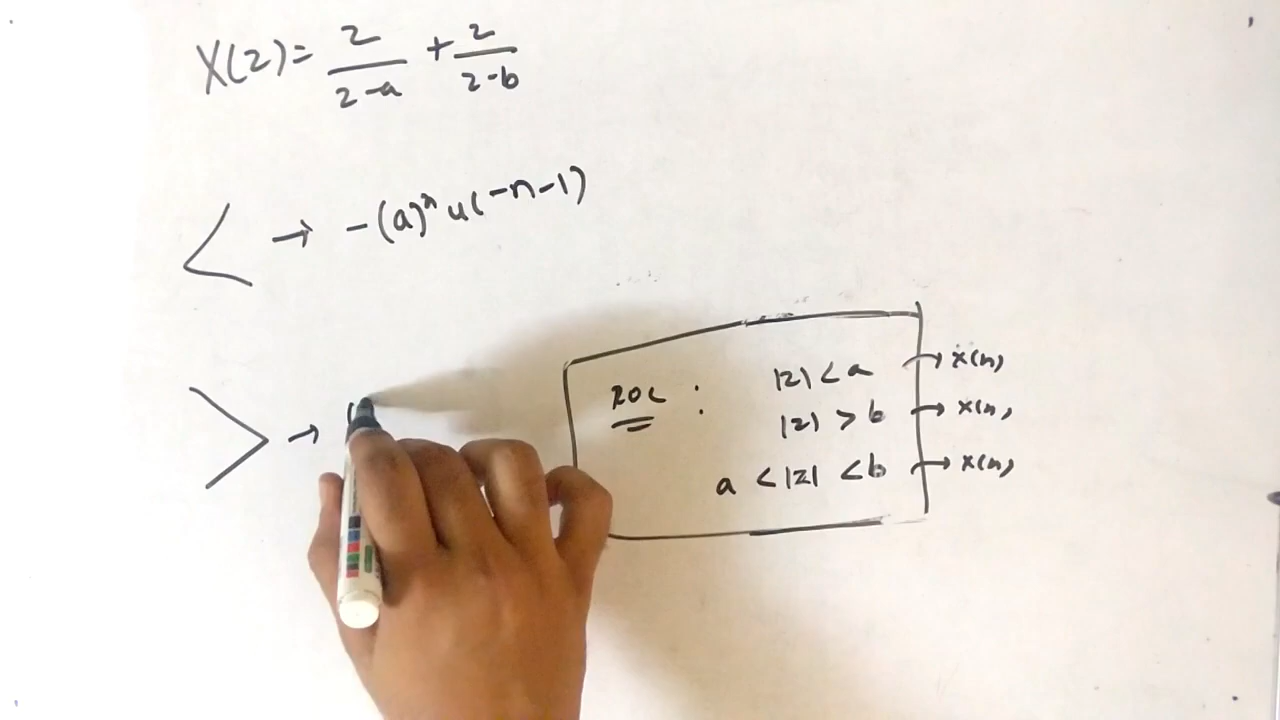 X(z)= z/z-a + z/z-b
< → -(a)ⁿ u(-n-1)
> → (
ROC : |z| < a → x(n)
|z| > b → x(n)
a < |z| < b → x(n)